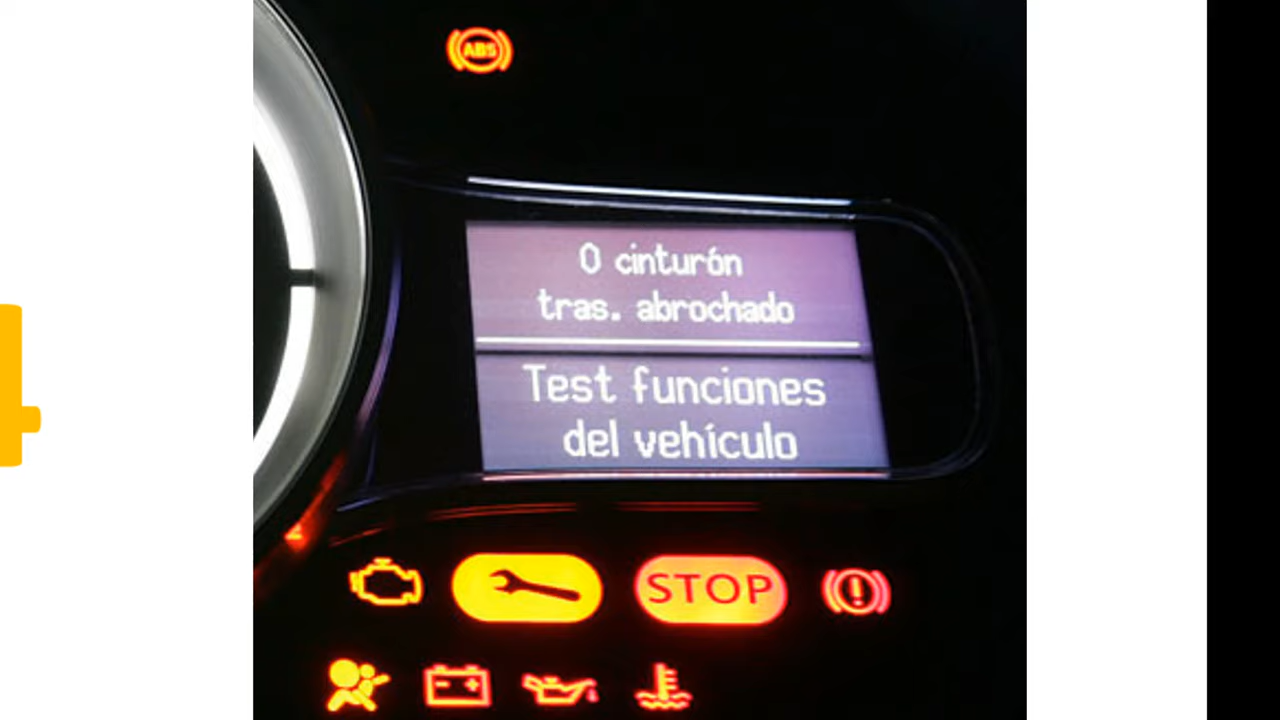 ABS
0 cinturón
tras. abrochado
Test funciones
del vehículo
STOP